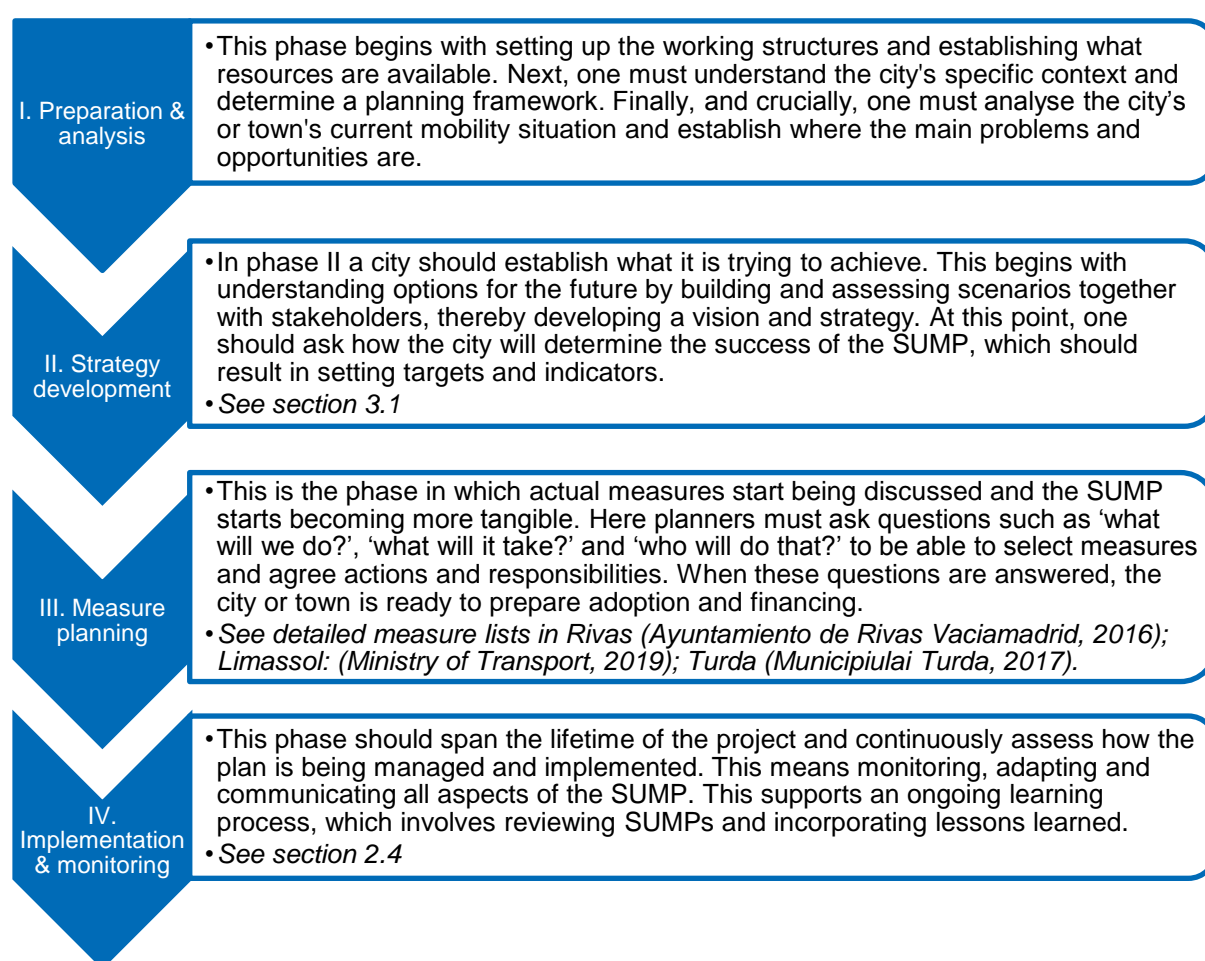 I. Preparation &
analysis
•This phase begins with setting up the working structures and establishing what
resources are available. Next, one must understand the city's specific context and
determine a planning framework. Finally, and crucially, one must analyse the city’s
or town's current mobility situation and establish where the main problems and
opportunities are.
II. Strategy
development
•In phase II a city should establish what it is trying to achieve. This begins with
understanding options for the future by building and assessing scenarios together
with stakeholders, thereby developing a vision and strategy. At this point, one
should ask how the city will determine the success of the SUMP, which should
result in setting targets and indicators.
•See section 3.1
III. Measure
planning
•This is the phase in which actual measures start being discussed and the SUMP
starts becoming more tangible. Here planners must ask questions such as ‘what
will we do?’, ‘what will it take?’ and ‘who will do that?’ to be able to select measures
and agree actions and responsibilities. When these questions are answered, the
city or town is ready to prepare adoption and financing.
•See detailed measure lists in Rivas (Ayuntamiento de Rivas Vaciamadrid, 2016);
Limassol: (Ministry of Transport, 2019); Turda (Municipiulai Turda, 2017).
IV.
Implementation
& monitoring
•This phase should span the lifetime of the project and continuously assess how the
plan is being managed and implemented. This means monitoring, adapting and
communicating all aspects of the SUMP. This supports an ongoing learning
process, which involves reviewing SUMPs and incorporating lessons learned.
•See section 2.4